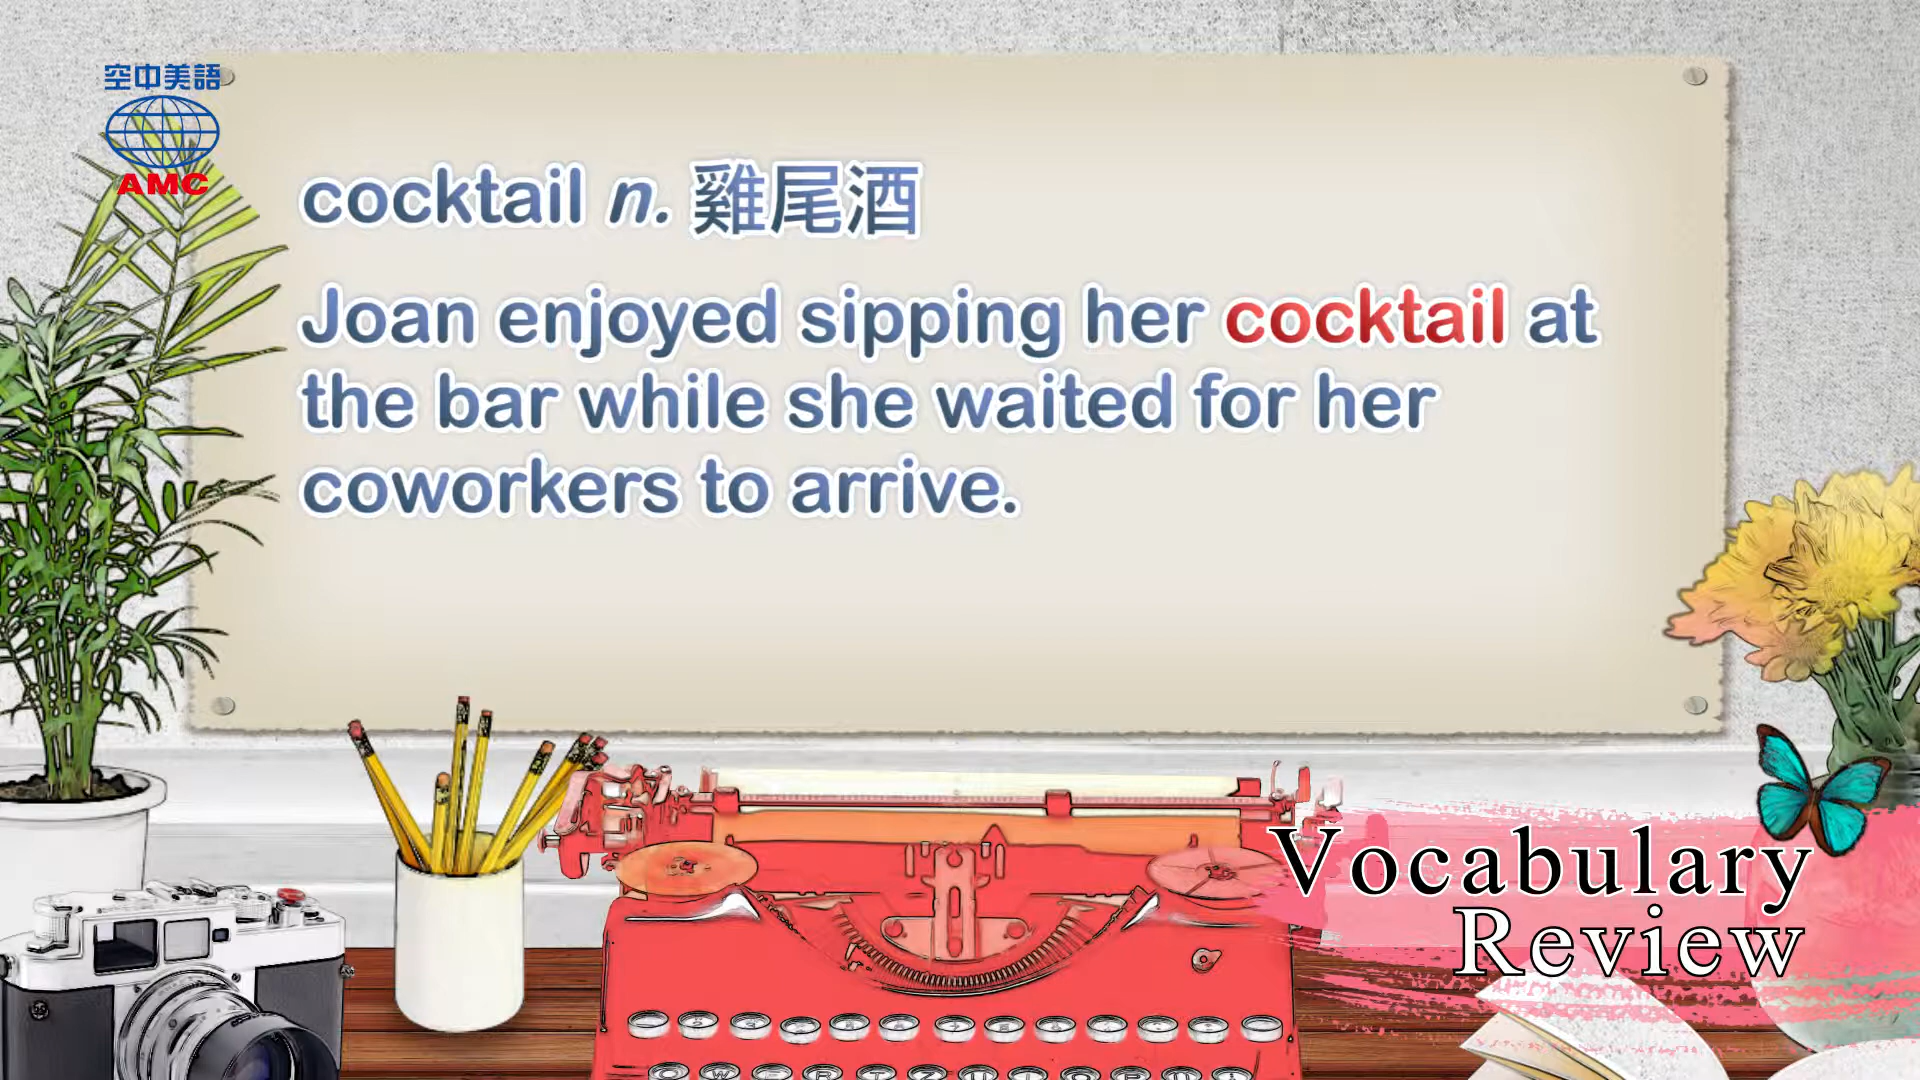 空中美語
AMC
cocktail n. 雞尾酒
Joan enjoyed sipping her cocktail at
the bar while she waited for her
coworkers to arrive.
Vocabulary
Review